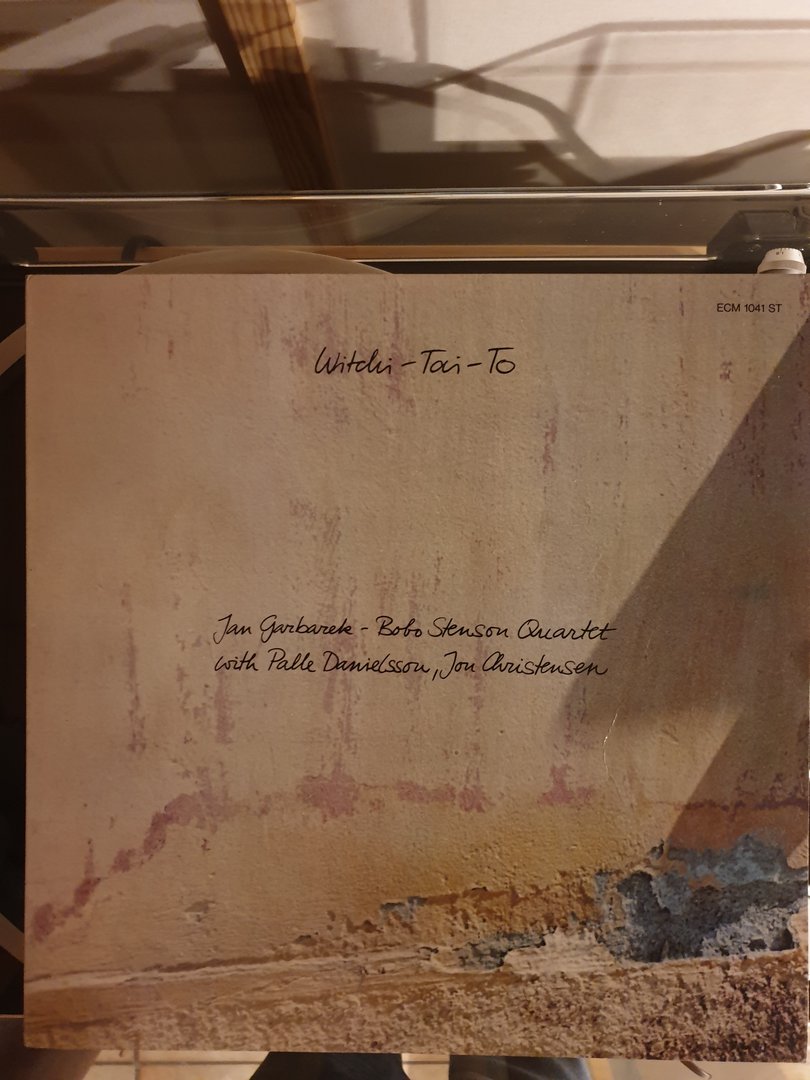 ECM 1041 ST
Witchi-Tai-To
Jan Garbarek - Bobo Stenson Quartet
with Palle Danielsson, Jon Christensen